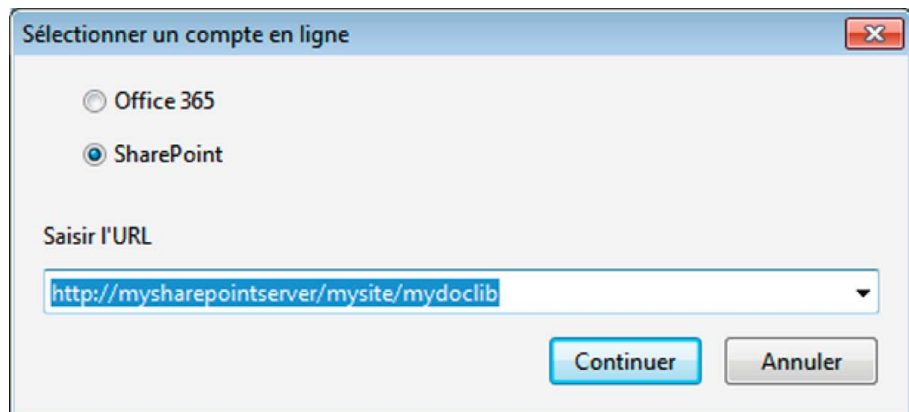 Sélectionner un compte en ligne
Office 365
SharePoint
Saisir l'URL
http://mysharepointserver/mysite/mydoclib
Continuer Annuler